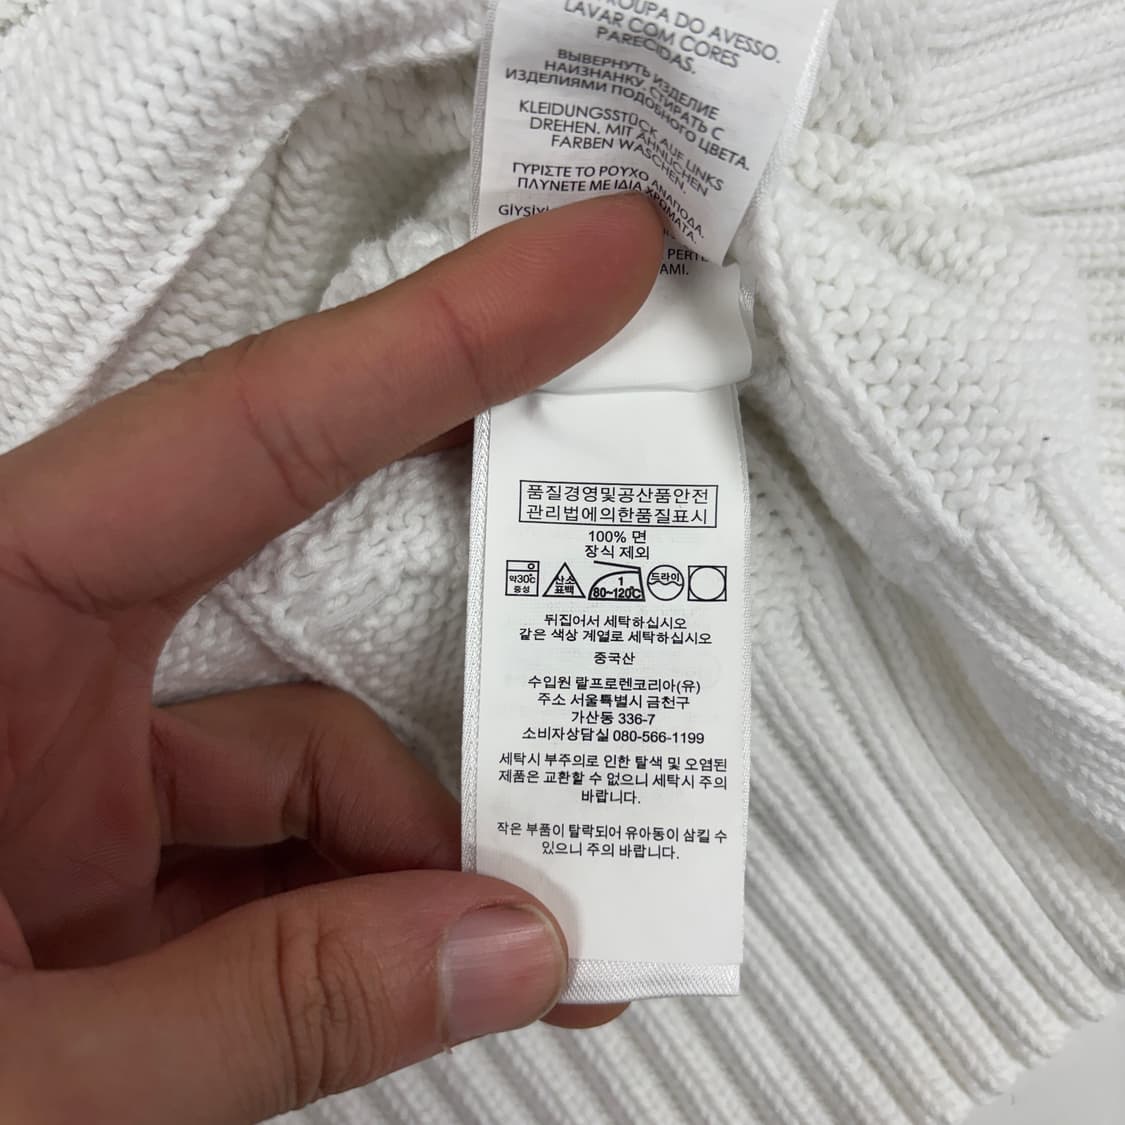 ROUPA DO AVESSO.
LAVAR COM CORES
PARECIDAS.
ВЫВЕРНУТЬ ИЗДЕЛИЕ
НАИЗНАНКУ, СТИРАТЬ С
ИЗДЕЛИЯМИ ПОДОБНОГО ЦВЕТА.
KLEIDUNGSSTÜCK AUF LINKS
DREHEN. MIT ÄHNLICHEN
FARBEN WASCHEN.
ΓΥΡΙΣΤΕ ΤΟ ΡΟΥΧΟ ΑΝΑΠΟΔΑ.
ΠΛΥΝΕΤΕ ΜΕ ΙΔΙΑ ΧΡΩΜΑΤΑ.
품질경영및공산품안전
관리법에의한품질표시
100% 면
장식 제외
약30℃
중성
산소
표백
1
80~120℃
드라이
뒤집어서 세탁하십시오
같은 색상 계열로 세탁하십시오
중국산
수입원 랄프로렌코리아(유)
주소 서울특별시 금천구
가산동 336-7
소비자상담실 080-566-1199
세탁시 부주의로 인한 탈색 및 오염된
제품은 교환할 수 없으니 세탁시 주의
바랍니다.
작은 부품이 탈락되어 유아동이 삼킬 수
있으니 주의 바랍니다.